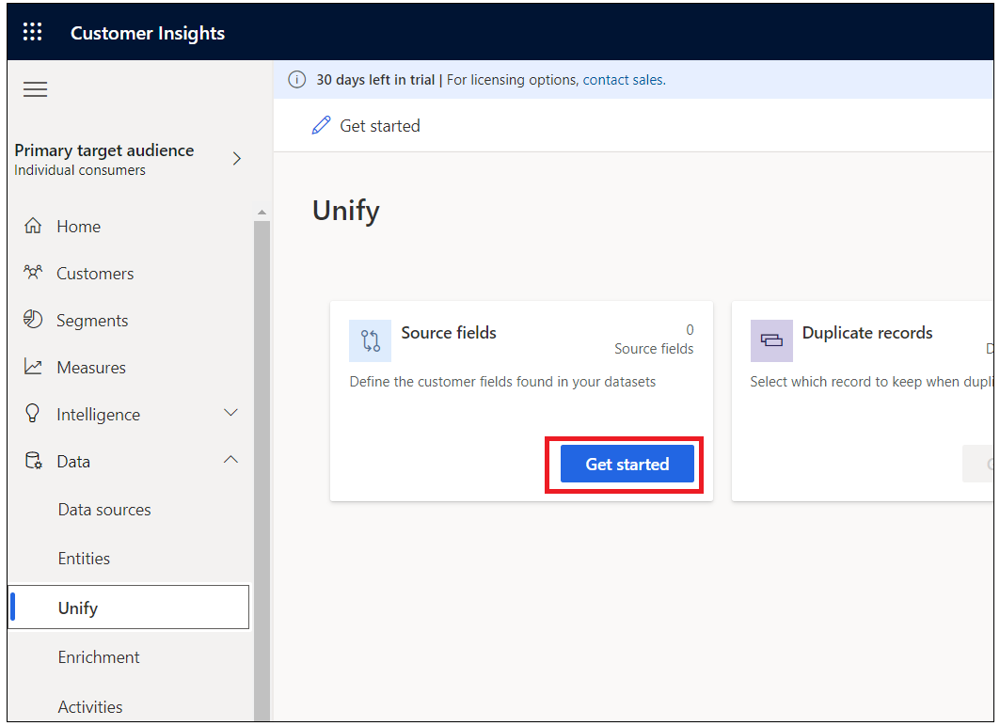 Customer Insights
30 days left in trial | For licensing options, contact sales.
Get started
Primary target audience
Individual consumers
Home
Customers
Segments
Measures
Intelligence
Data
Data sources
Entities
Unify
Enrichment
Activities
Unify
Source fields
0
Source fields
Define the customer fields found in your datasets
Get started
Duplicate records
Select which record to keep when dupli